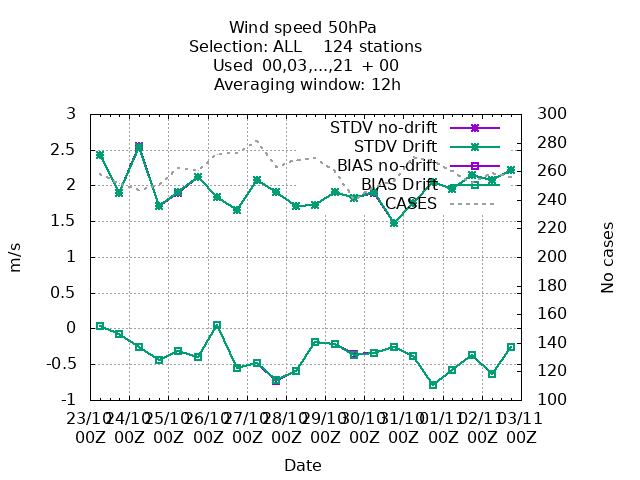 Wind speed 50hPa
Selection: ALL 124 stations
Used 00,03,...,21 + 00
Averaging window: 12h
3 300
STDV no-drift
280
2.5 STDV Drift
BIAS no-drift 260
2 BIAS Drift
240
CASES
1.5 220
m/s
1 200
No cases
0.5 180
160
0
140
-0.5 120
-1 100
23/10 24/10 25/10 26/10 27/10 28/10 29/10 30/10 31/10 01/11 02/11 03/11
00Z 00Z 00Z 00Z 00Z 00Z 00Z 00Z 00Z 00Z 00Z 00Z
Date